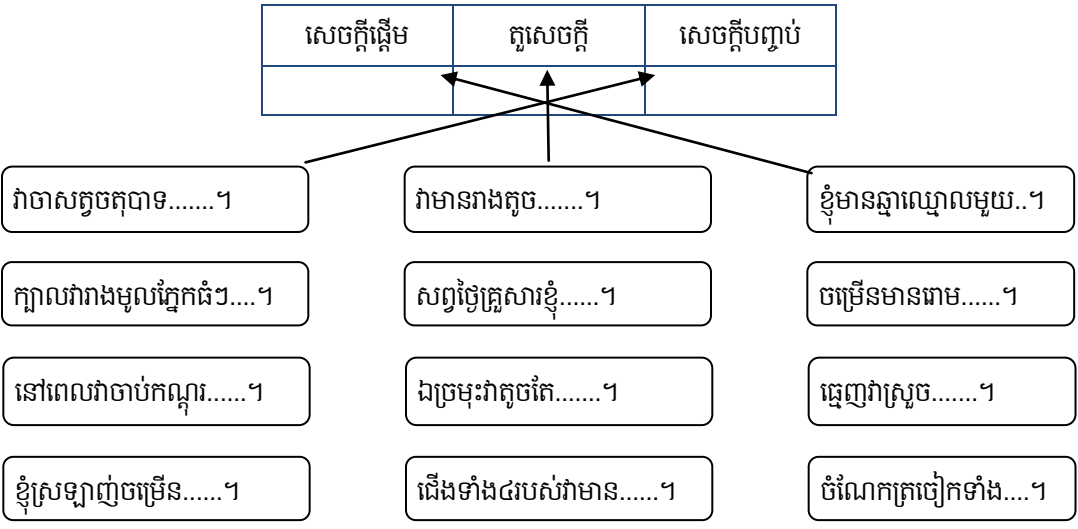 សេចក្តីផ្តើម
តួសេចក្តី
សេចក្តីបញ្ចប់
វាចាសត្វចតុបាទ.......។
វាមានរាងតូច.......។
ខ្ញុំមានឆ្មាឈ្មោលមួយ..។
ក្បាលវារាងមូលភ្នែកធំៗ....។
សព្វថ្ងៃគ្រួសារខ្ញុំ......។
ចម្រើនមានរោម......។
នៅពេលវាចាប់កណ្តុរ......។
ឯច្រមុះវាតូចតែ.......។
ធ្មេញវាស្រួច.......។
ខ្ញុំស្រឡាញ់ចម្រើន......។
ជើងទាំង៤របស់វាមាន......។
ចំណែកត្រចៀកទាំង....។